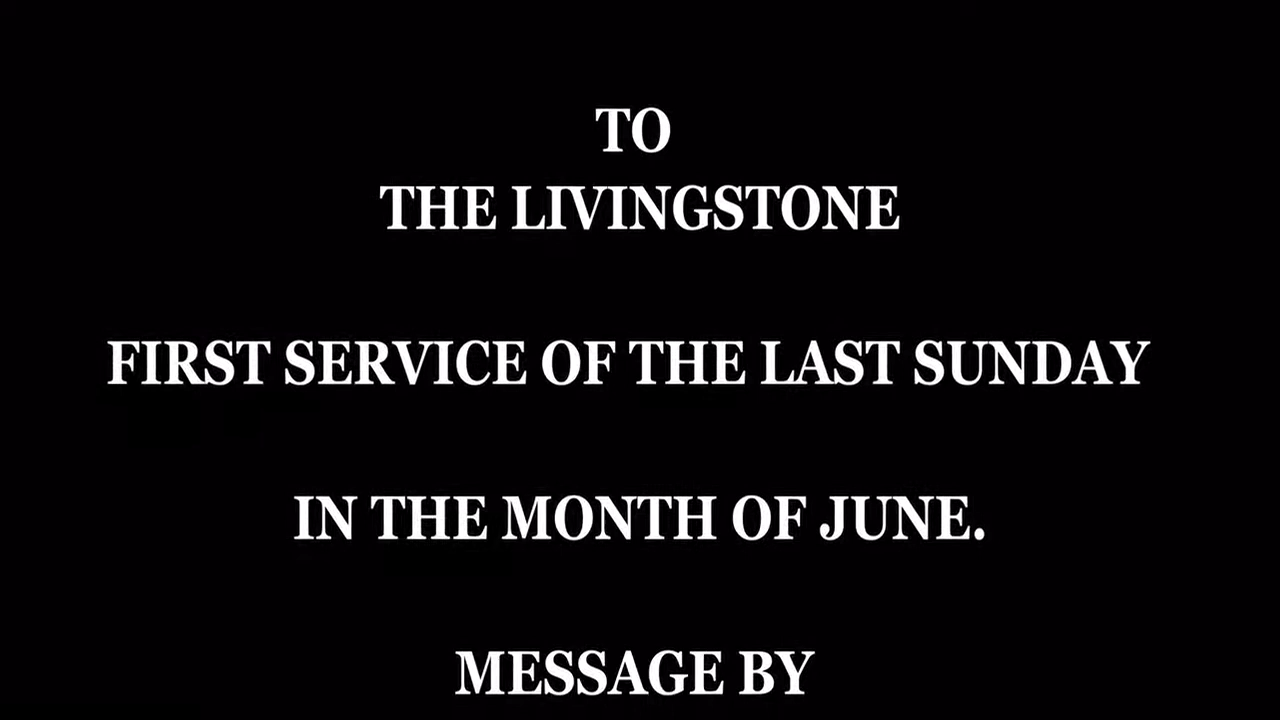 TO
THE LIVINGSTONE
FIRST SERVICE OF THE LAST SUNDAY
IN THE MONTH OF JUNE.
MESSAGE BY